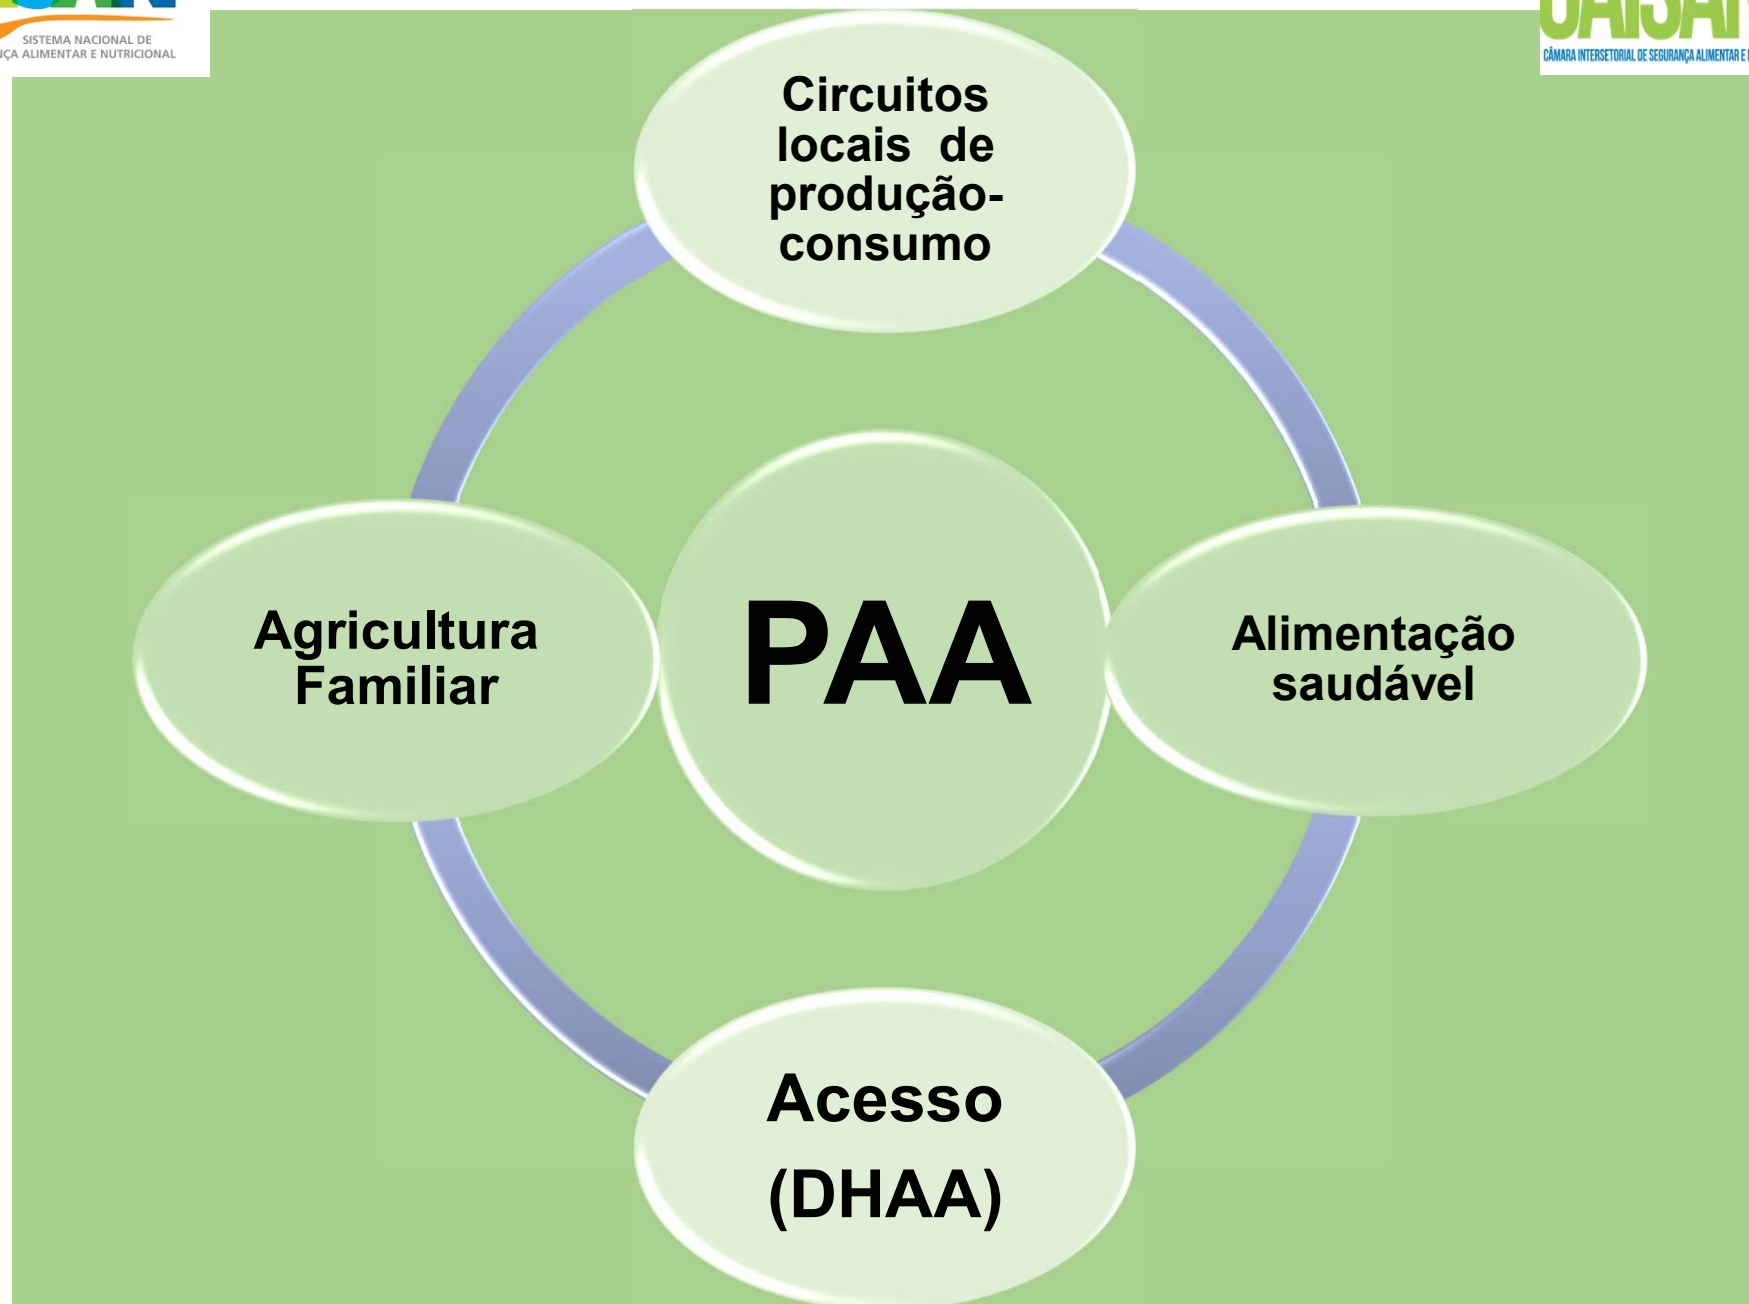 SISTEMA NACIONAL DE
ALIMENTAR E NUTRICIONAL
CÂMARA INTERSETORIAL DE SEGURANÇA ALIMENTAR E
Circuitos
locais de
produção-
consumo
Agricultura
Familiar
PAA
Alimentação
saudável
Acesso
(DHAA)